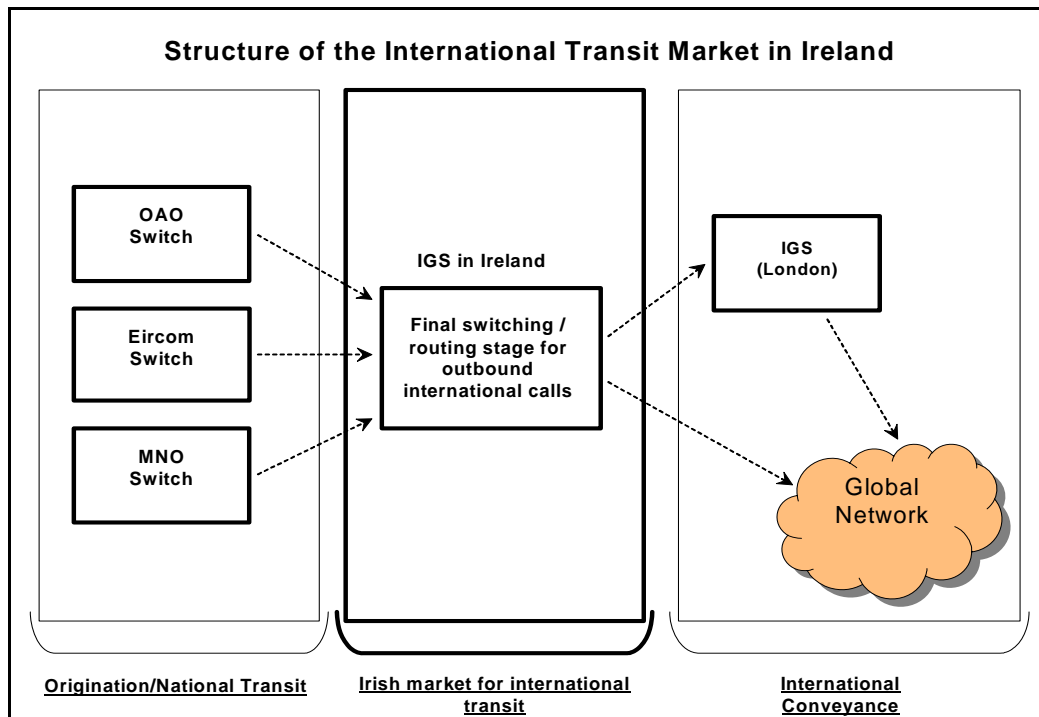 Structure of the International Transit Market in Ireland
OAO
Switch
Eircom
Switch
MNO
Switch
IGS in Ireland
Final switching /
routing stage for
outbound
international calls
IGS
(London)
Global
Network
Origination/National Transit
Irish market for international
transit
International
Conveyance